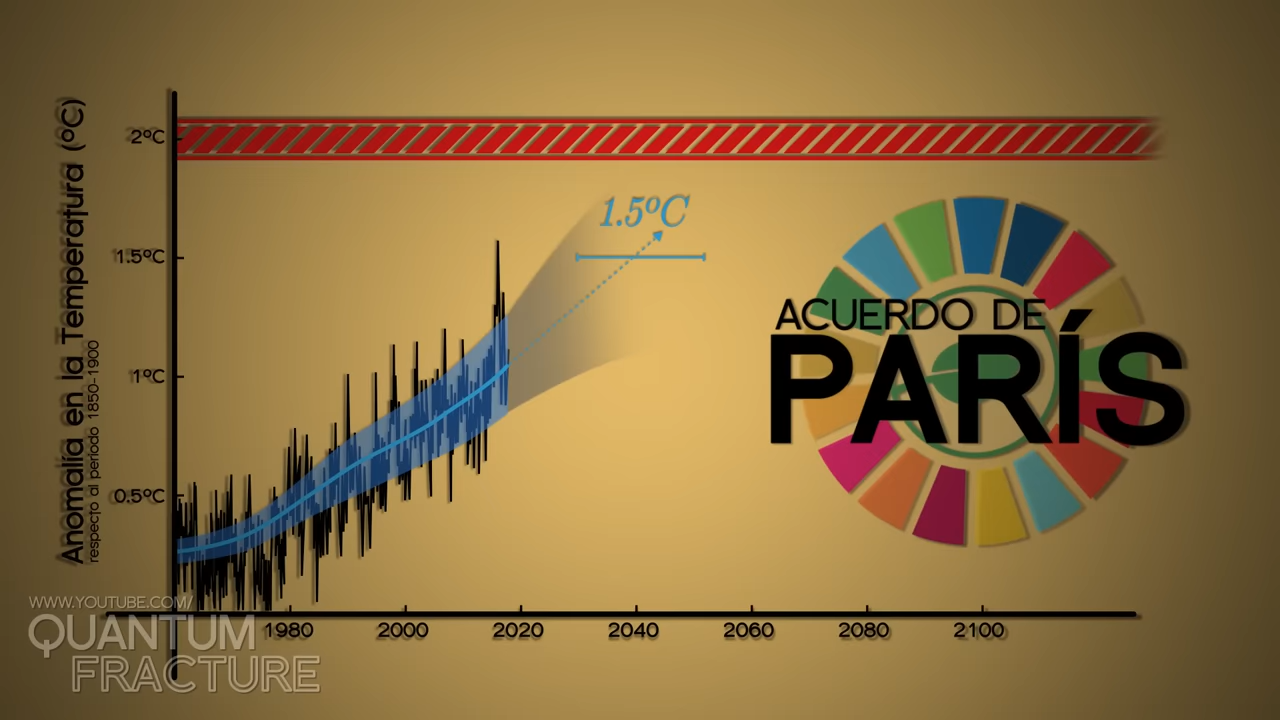 Anomalía en la Temperatura (ºC)
respecto al periodo 1850-1900
2ºC
1.5ºC
1ºC
0.5ºC
1.5ºC
ACUERDO DE
PARÍS
1980
2000
2020
2040
2060
2080
2100
WWW.YOUTUBE.COM/
QUANTUM
FRACTURE